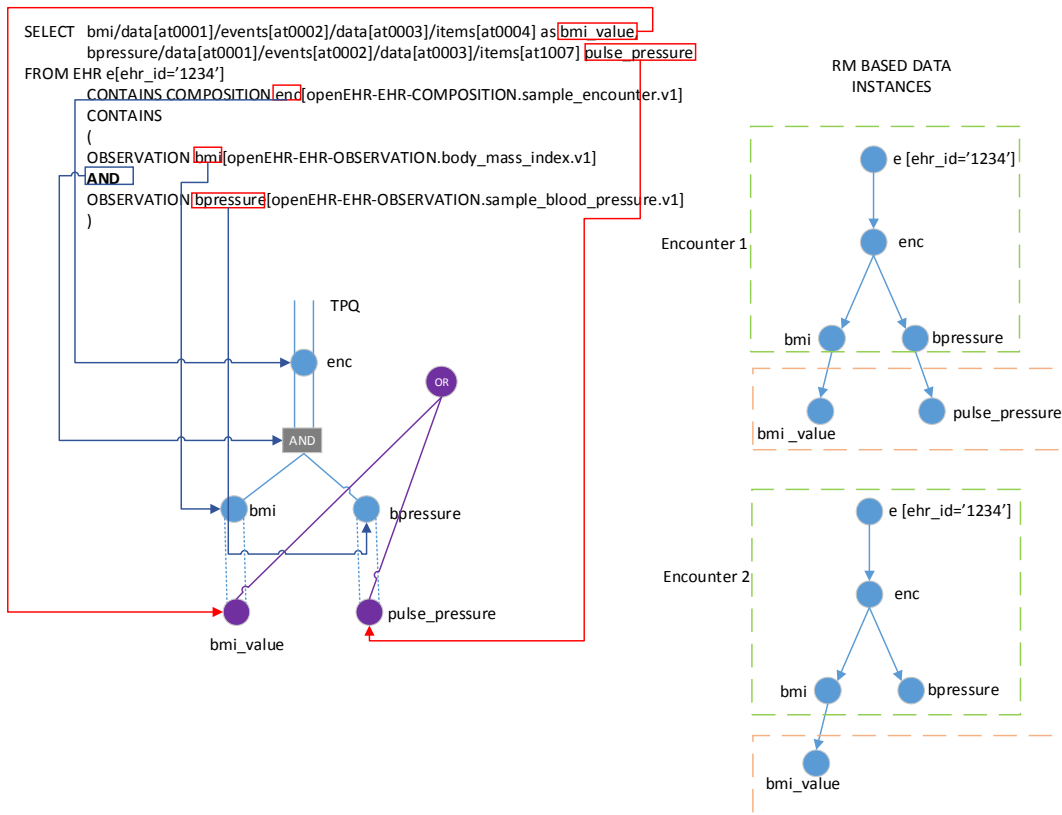 SELECT bmi/data[at0001]/events[at0002]/data[at0003]/items[at0004] as bmi_value,
bpressure/data[at0001]/events[at0002]/data[at0003]/items[at1007] pulse_pressure
FROM EHR e[ehr_id=’1234’]
CONTAINS COMPOSITION enc[openEHR-EHR-COMPOSITION.sample_encounter.v1]
CONTAINS
(
OBSERVATION bmi[openEHR-EHR-OBSERVATION.body_mass_index.v1]
AND
OBSERVATION bpressure[openEHR-EHR-OBSERVATION.sample_blood_pressure.v1]
)
TPQ
enc
OR
AND
bmi
bpressure
bmi_value
pulse_pressure
RM BASED DATA
INSTANCES
e [ehr_id=’1234’]
Encounter 1
enc
bmi
bpressure
bmi _value
pulse_pressure
e [ehr_id=’1234’]
Encounter 2
enc
bmi
bpressure
bmi_value